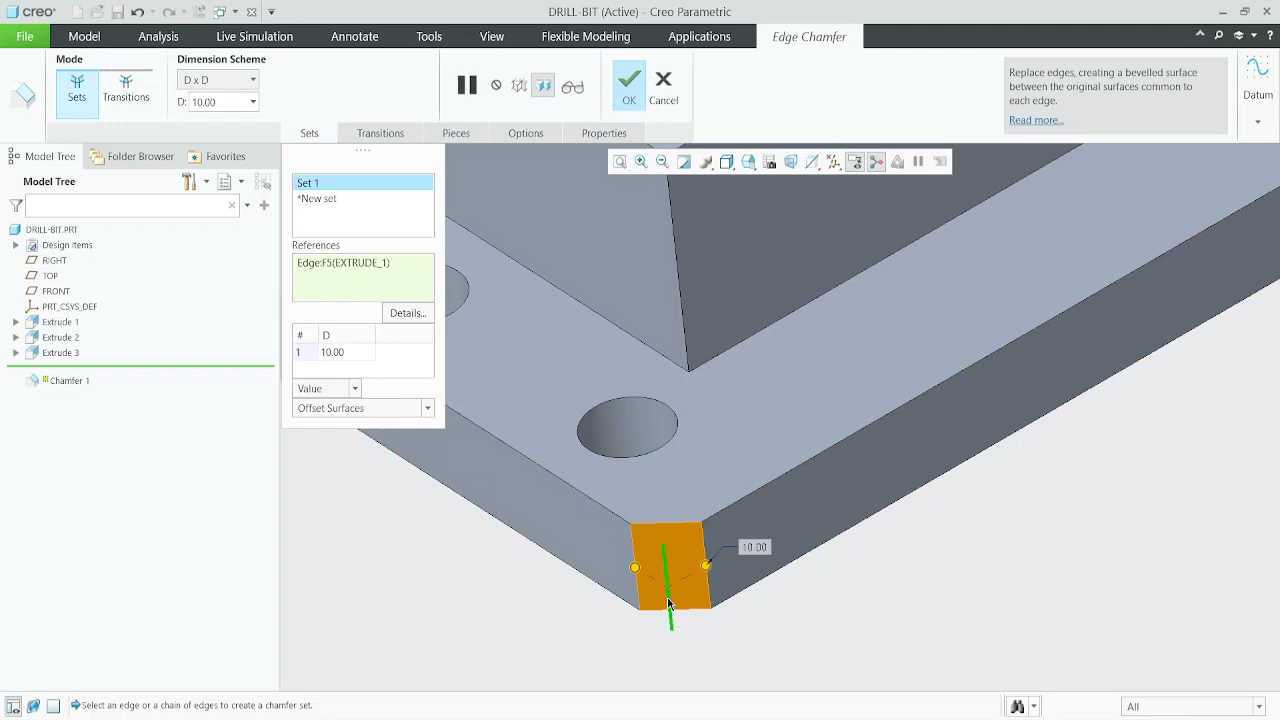 creo®
DRILL-BIT (Active) - Creo Parametric
File Model Analysis Live Simulation Annotate Tools View Flexible Modeling Applications Edge Chamfer
Mode
Sets Transitions
Dimension Scheme
D x D
D: 10.00
OK Cancel
Replace edges, creating a bevelled surface
between the original surfaces common to
each edge.
Read more...
Datum
Sets Transitions Pieces Options Properties
Model Tree Folder Browser Favorites
Model Tree
DRILL-BIT.PRT
Design Items
RIGHT
TOP
FRONT
PRT_CSYS_DEF
Extrude 1
Extrude 2
Extrude 3
Chamfer 1
Set 1
*New set
References
Edge:F5(EXTRUDE_1)
Details...
# D
1 10.00
Value
Offset Surfaces
10.00
Select an edge or a chain of edges to create a chamfer set.
All